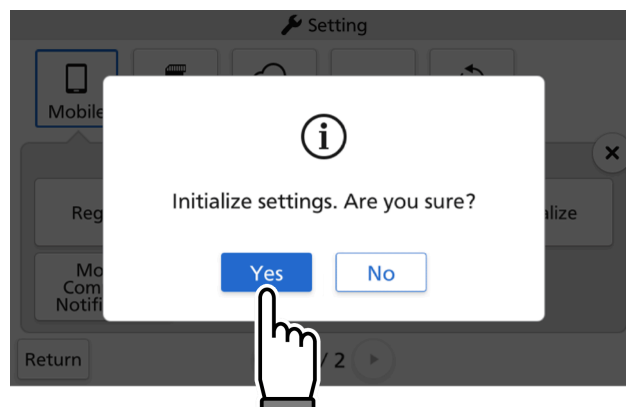 Setting
Mobile
Initialize settings. Are you sure?
Yes
No
Return
/ 2